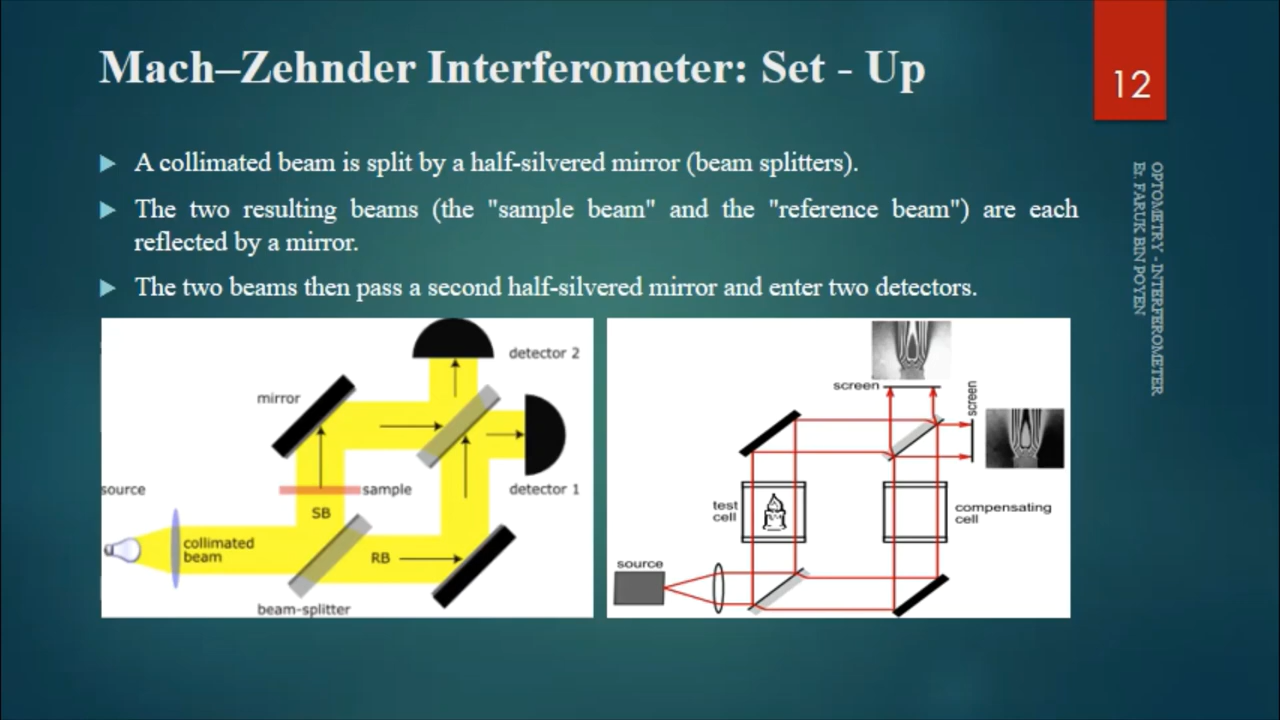 Mach–Zehnder Interferometer: Set - Up
12
A collimated beam is split by a half-silvered mirror (beam splitters).
The two resulting beams (the "sample beam" and the "reference beam") are each
reflected by a mirror.
The two beams then pass a second half-silvered mirror and enter two detectors.
OPTOMETRY - INTERFEROMETER
Er. FARUK BIN POYEN
detector 2
mirror
detector 1
source
sample
SB
collimated
beam
RB
beam-splitter
screen
screen
test
cell
compensating
cell
source